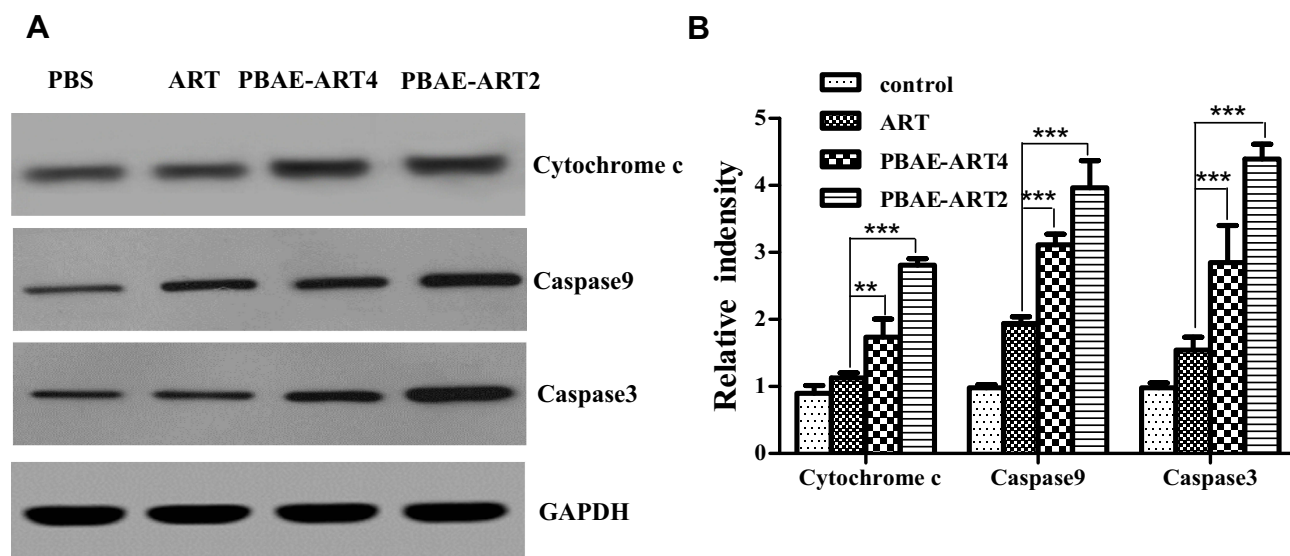 A
PBS ART PBAE-ART4 PBAE-ART2
Cytochrome c
Caspase9
Caspase3
GAPDH
B
control
ART
PBAE-ART4
PBAE-ART2
Relative indensity
5
4
3
2
1
0
** ***
*** ***
*** ***
Cytochrome c Caspase9 Caspase3